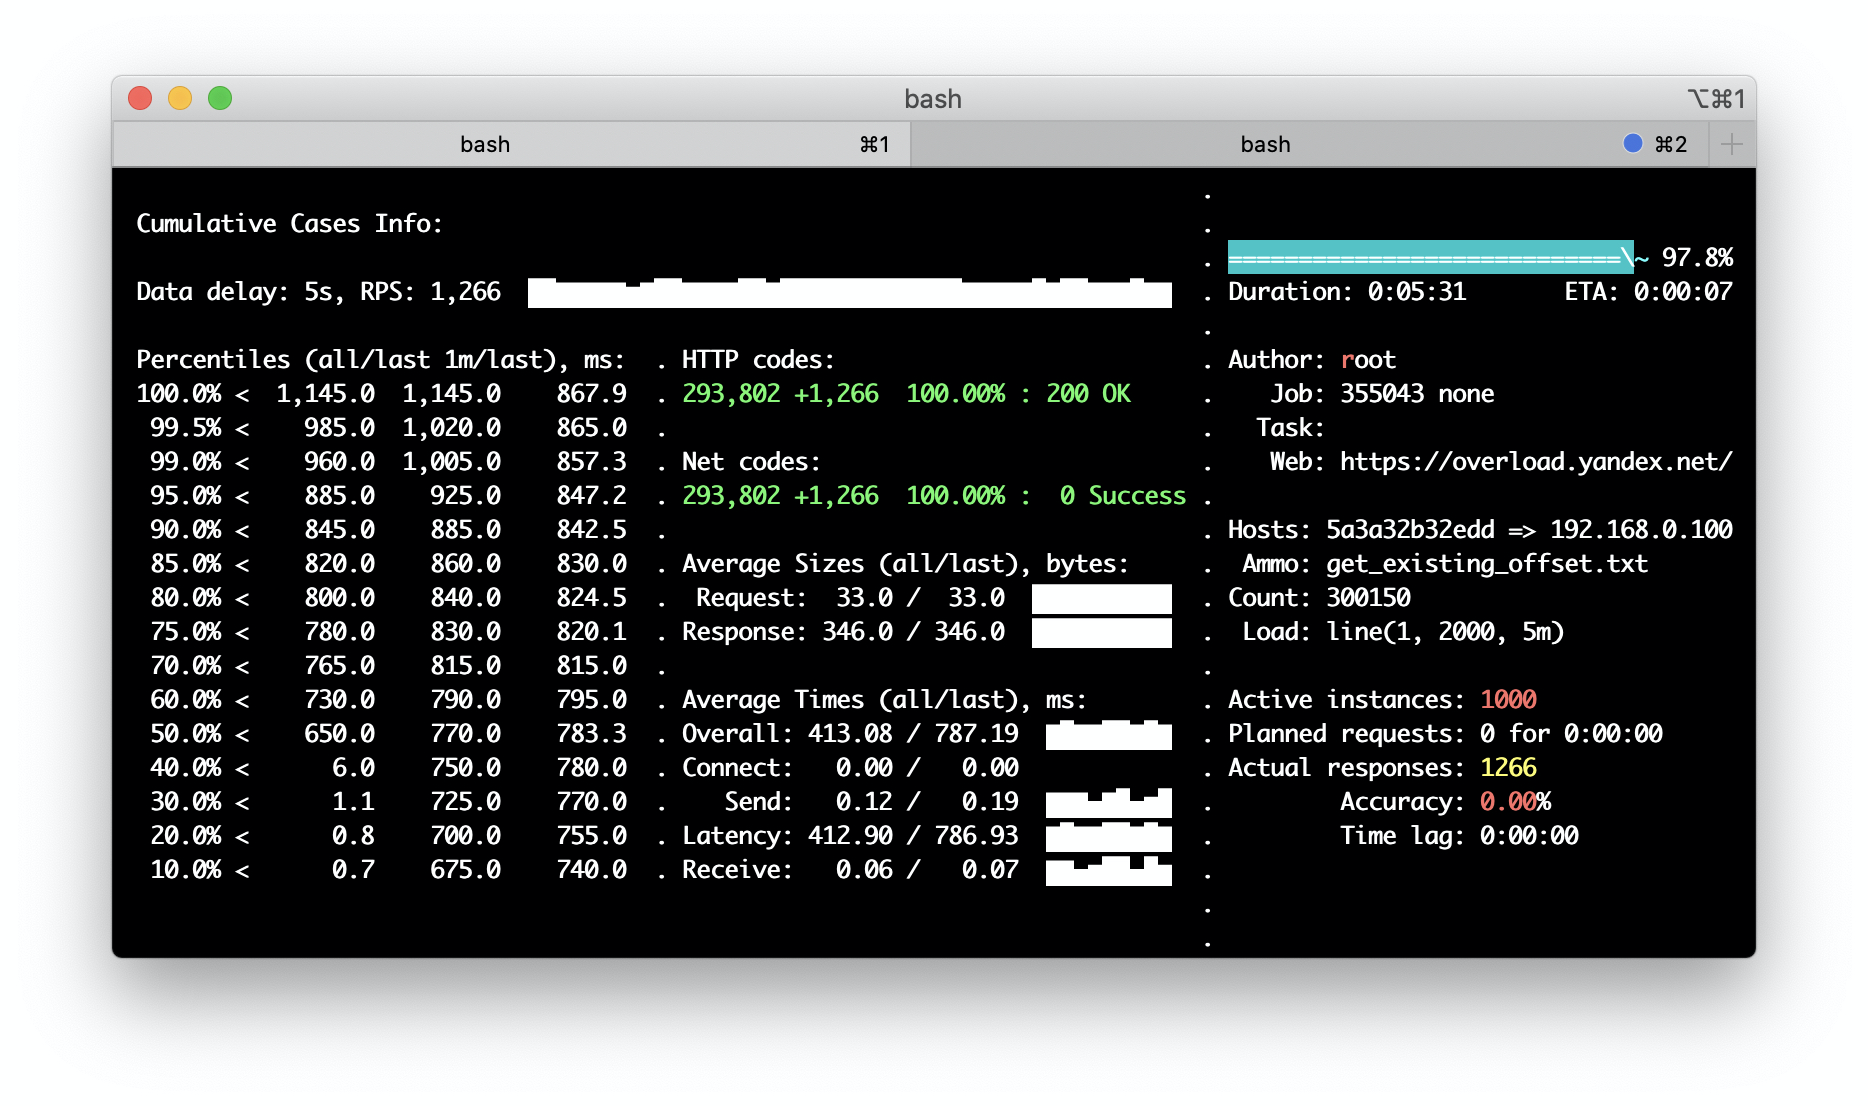 bash ⌥⌘1
bash ⌘1 bash ⌘2 +
Cumulative Cases Info:
============================\~ 97.8%
Data delay: 5s, RPS: 1,266 . Duration: 0:05:31 ETA: 0:00:07
Percentiles (all/last 1m/last), ms: . HTTP codes: . Author: root
100.0% < 1,145.0 1,145.0 867.9 . 293,802 +1,266 100.00% : 200 OK . Job: 355043 none
99.5% < 985.0 1,020.0 865.0 . . Task:
99.0% < 960.0 1,005.0 857.3 . Net codes: . Web: https://overload.yandex.net/
95.0% < 885.0 925.0 847.2 . 293,802 +1,266 100.00% : 0 Success .
90.0% < 845.0 885.0 842.5 . . Hosts: 5a3a32b32edd => 192.168.0.100
85.0% < 820.0 860.0 830.0 . Average Sizes (all/last), bytes: . Ammo: get_existing_offset.txt
80.0% < 800.0 840.0 824.5 . Request: 33.0 / 33.0 . Count: 300150
75.0% < 780.0 830.0 820.1 . Response: 346.0 / 346.0 . Load: line(1, 2000, 5m)
70.0% < 765.0 815.0 815.0 . .
60.0% < 730.0 790.0 795.0 . Average Times (all/last), ms: . Active instances: 1000
50.0% < 650.0 770.0 783.3 . Overall: 413.08 / 787.19 . Planned requests: 0 for 0:00:00
40.0% < 6.0 750.0 780.0 . Connect: 0.00 / 0.00 . Actual responses: 1266
30.0% < 1.1 725.0 770.0 . Send: 0.12 / 0.19 . Accuracy: 0.00%
20.0% < 0.8 700.0 755.0 . Latency: 412.90 / 786.93 . Time lag: 0:00:00
10.0% < 0.7 675.0 740.0 . Receive: 0.06 / 0.07 .